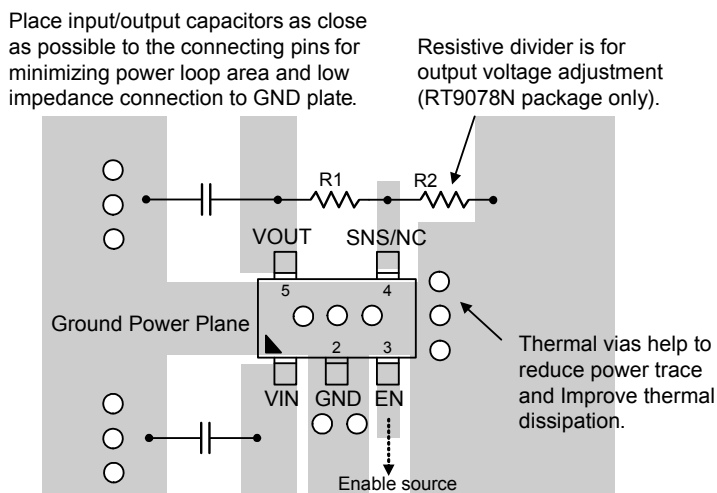 Place input/output capacitors as close
as possible to the connecting pins for
minimizing power loop area and low
impedance connection to GND plate.
Resistive divider is for
output voltage adjustment
(RT9078N package only).
R1
R2
VOUT
SNS/NC
5
4
Ground Power Plane
2
3
VIN
GND
EN
Thermal vias help to
reduce power trace
and Improve thermal
dissipation.
Enable source